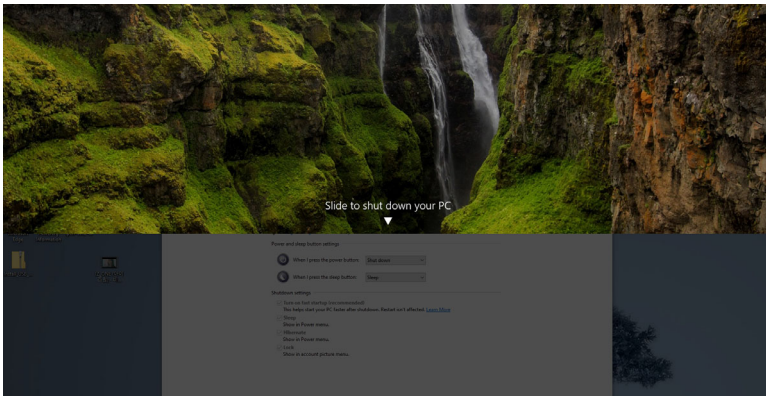 Slide to shut down your PC
Power and sleep button settings
When I press the power button: Shut down
When I press the sleep button: Sleep
Shutdown settings
Turn on fast startup (recommended)
This helps start your PC faster after shutdown. Restart isn't affected. Learn More
Sleep
Show in Power menu.
Hibernate
Show in Power menu.
Lock
Show in account picture menu.